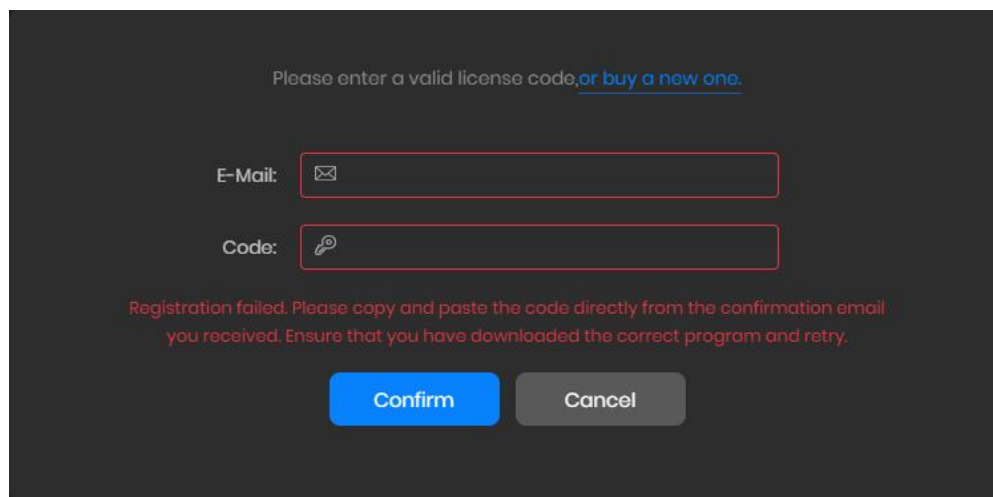 Please enter a valid license code,or buy a new one.
E-Mail:
Code:
Registration failed. Please copy and paste the code directly from the confirmation email
you received. Ensure that you have downloaded the correct program and retry.
Confirm Cancel